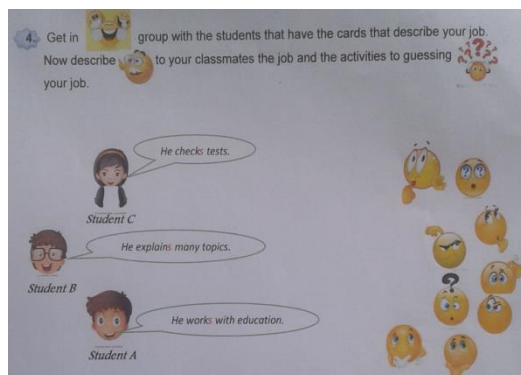 4. Get in group with the students that have the cards that describe your job.
Now describe to your classmates the job and the activities to guessing
your job.
He checks tests.
Student C
He explains many topics.
Student B
He works with education.
Student A